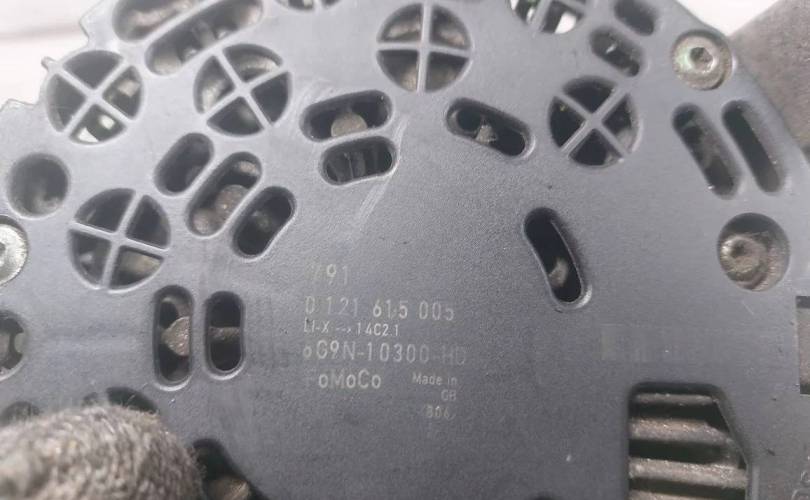 791
0 121 615 005
LI-X --> 14C2.1
6G9N-10300-HD
FoMoCo Made in
GB